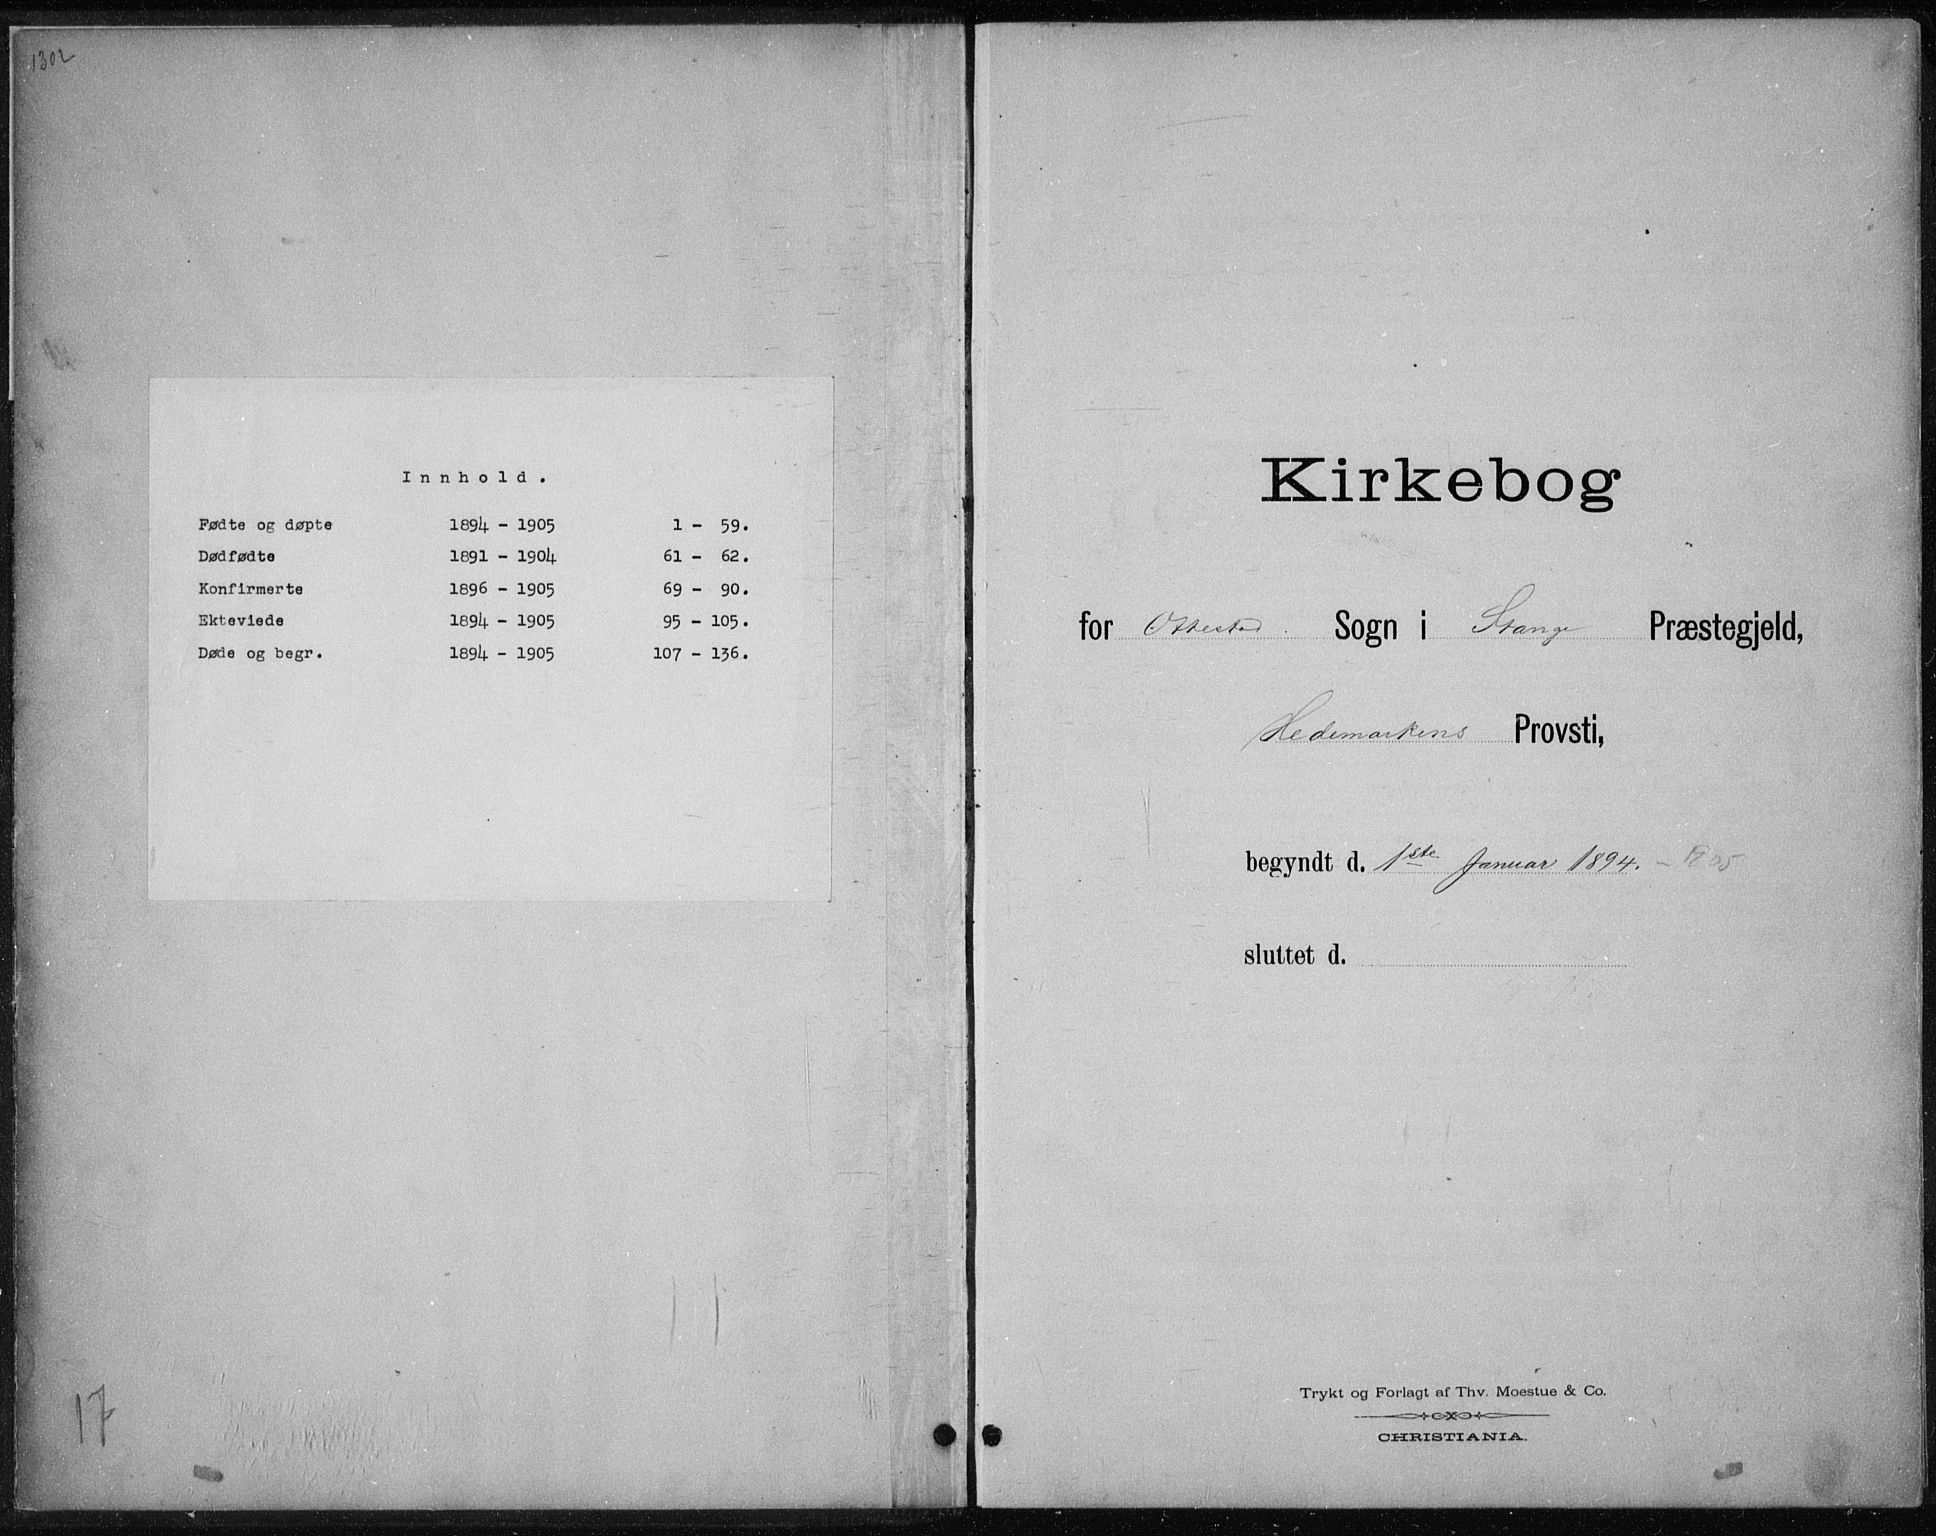 1302
Innhold.
Fødte og døpte 1894 - 1905 1 - 59.
Dødfødte 1891 - 1904 61 - 62.
Konfirmerte 1896 - 1905 69 - 90.
Ekteviede 1894 - 1905 95 - 105.
Døde og begr. 1894 - 1905 107 - 136.
17
Kirkebog
for Ottestad. Sogn i Stange Præstegjeld,
Hedemarkens Provsti,
begyndt d. 1ste Januar 1894. -
sluttet d.
Trykt og Forlagt af Thv. Moestue & Co.
CHRISTIANIA.